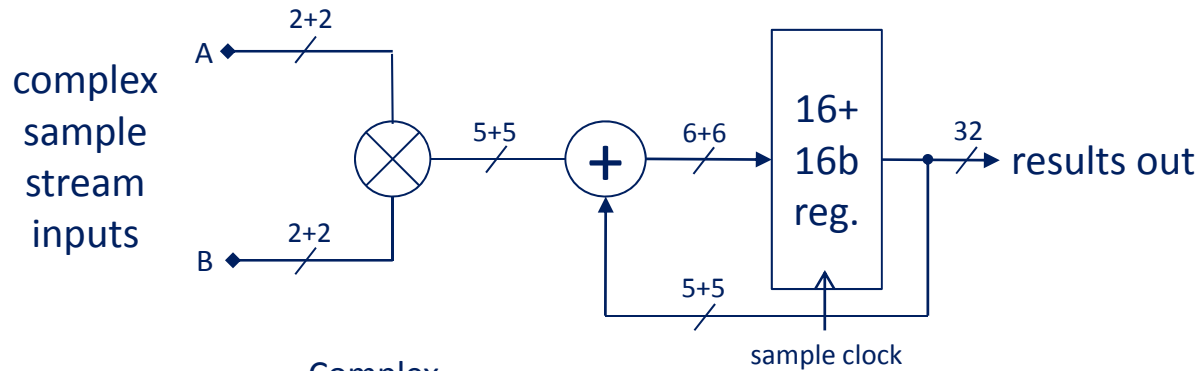 complex
sample
stream
inputs
A
2+2
B
2+2
5+5
+
6+6
16+
16b
reg.
32
results out
5+5
sample clock
Complex